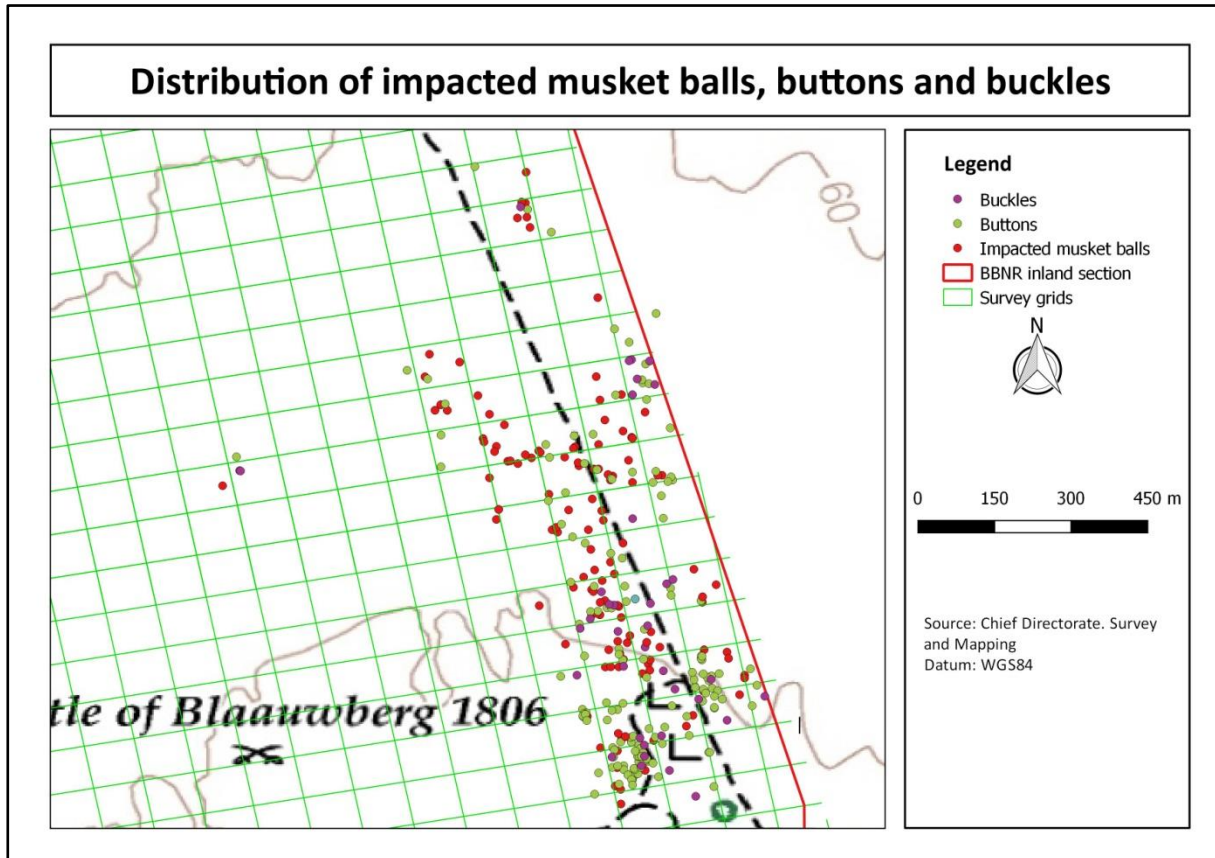 Distribution of impacted musket balls, buttons and buckles
60
tle of Blaauwberg 1806
Legend
Buckles
Buttons
Impacted musket balls
BBNR inland section
Survey grids
N
0 150 300 450 m
Source: Chief Directorate. Survey
and Mapping
Datum: WGS84